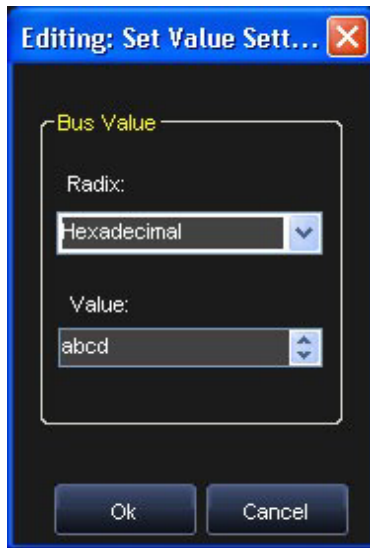 Editing: Set Value Sett...
Bus Value
Radix:
Hexadecimal
Value:
abcd
Ok
Cancel